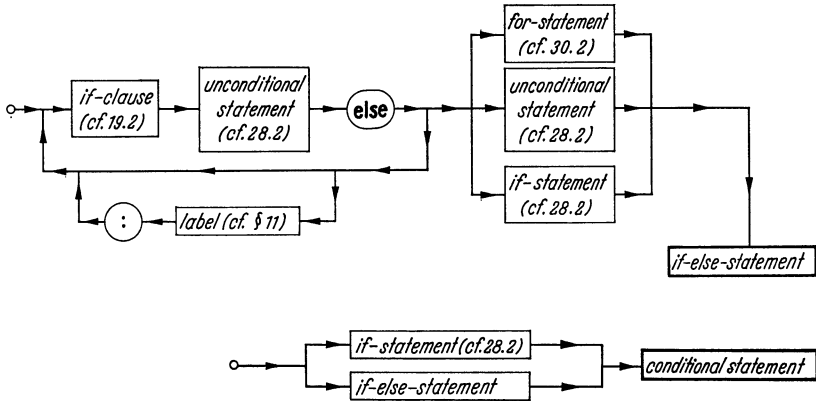 for-statement
(cf. 30.2)
if-clause
(cf. 19.2)
unconditional
statement
(cf. 28.2)
else
unconditional
statement
(cf. 28.2)
if-statement
(cf. 28.2)
:
label (cf. § 11)
if-else-statement
if-statement (cf. 28.2)
if-else-statement
conditional statement